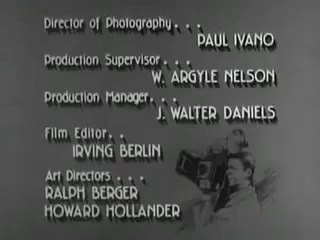 Director of Photography. . .
PAUL IVANO
Production Supervisor. . .
W. ARGYLE NELSON
Production Manager. . .
J. WALTER DANIELS
Film Editor. . .
IRVING BERLIN
Art Directors . . .
RALPH BERGER
HOWARD HOLLANDER